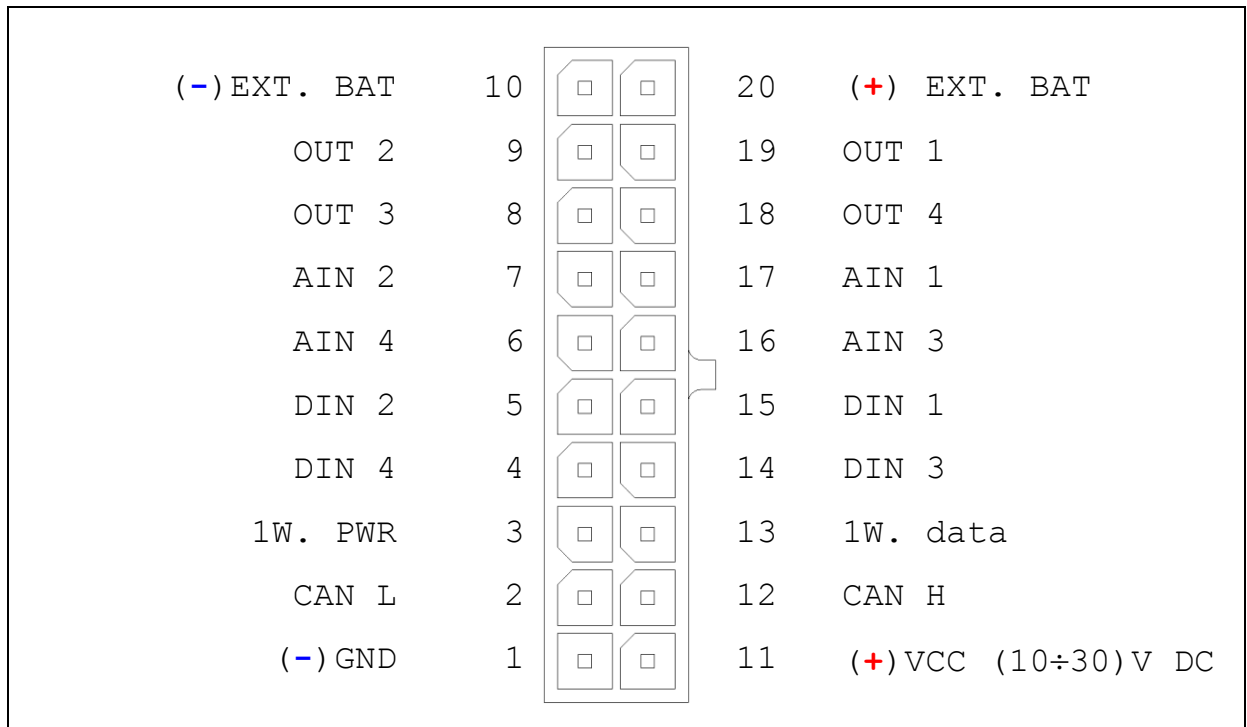 (-)EXT. BAT 10 20 (+) EXT. BAT
OUT 2 9 19 OUT 1
OUT 3 8 18 OUT 4
AIN 2 7 17 AIN 1
AIN 4 6 16 AIN 3
DIN 2 5 15 DIN 1
DIN 4 4 14 DIN 3
1W. PWR 3 13 1W. data
CAN L 2 12 CAN H
(-)GND 1 11 (+)VCC (10÷30)V DC